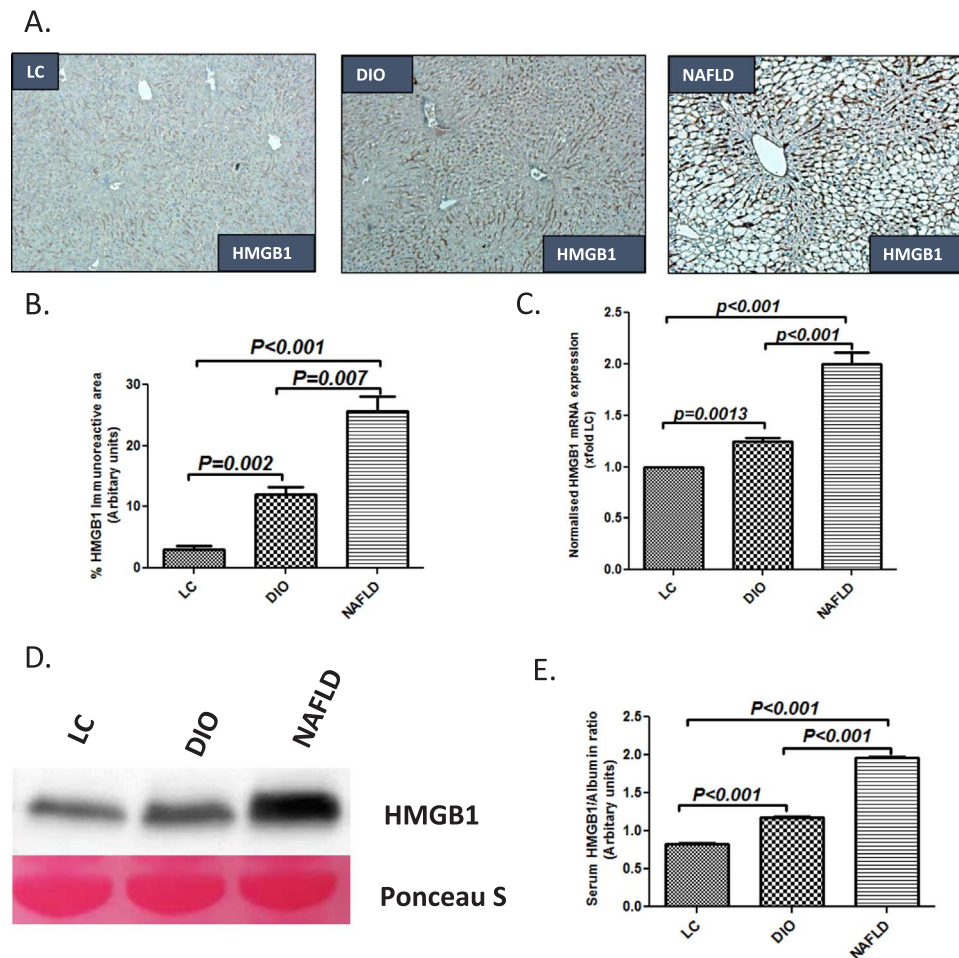 A.
LC
HMGB1
DIO
HMGB1
NAFLD
HMGB1
B.
% HMGB1 Immunoreactive area
(Arbitary units)
30
20
10
0
P<0.001
P=0.007
P=0.002
LC
DIO
NAFLD
C.
Normalised HMGB1 mRNA expression
(xfold LC)
2.5
2.0
1.5
1.0
0.5
0.0
p<0.001
p<0.001
p=0.0013
LC
DIO
NAFLD
D.
LC
DIO
NAFLD
HMGB1
Ponceau S
E.
Serum HMGB1/Albumin ratio
(Arbitary units)
2.5
2.0
1.5
1.0
0.5
0.0
P<0.001
P<0.001
P<0.001
LC
DIO
NAFLD